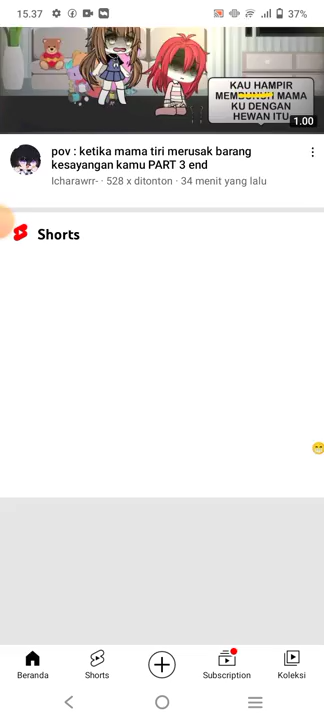 15.37
37%
KAU HAMPIR
MEMBUNUH MAMA
KU DENGAN
HEWAN ITU
1.00
pov : ketika mama tiri merusak barang
kesayangan kamu PART 3 end
Icharawrr- · 528 x ditonton · 34 menit yang lalu
Shorts
Beranda
Shorts
Subscription
Koleksi